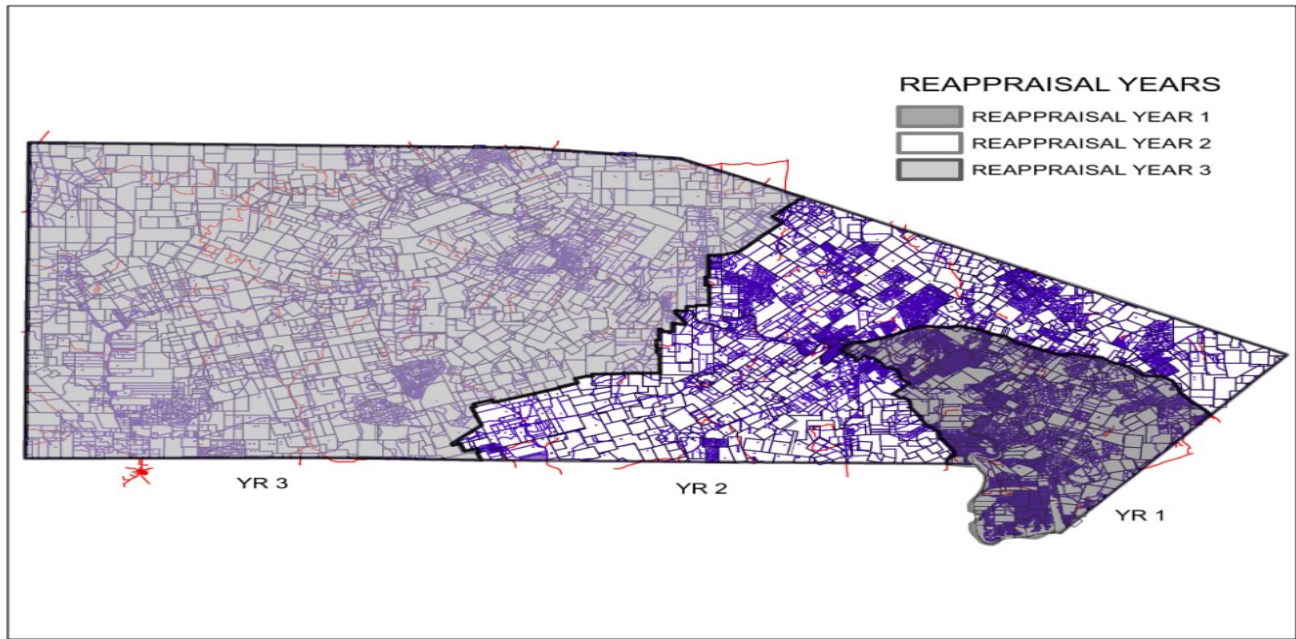 REAPPRAISAL YEARS
REAPPRAISAL YEAR 1
REAPPRAISAL YEAR 2
REAPPRAISAL YEAR 3
YR 3
YR 2
YR 1